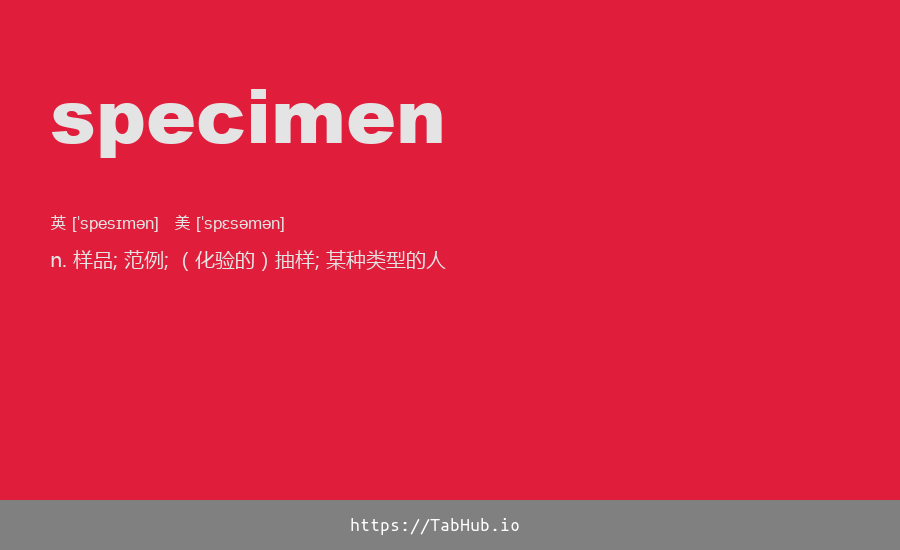 specimen
英 [ˈspesɪmən] 美 [ˈspɛsəmən]
n. 样品; 范例; （化验的）抽样; 某种类型的人
https://TabHub.io